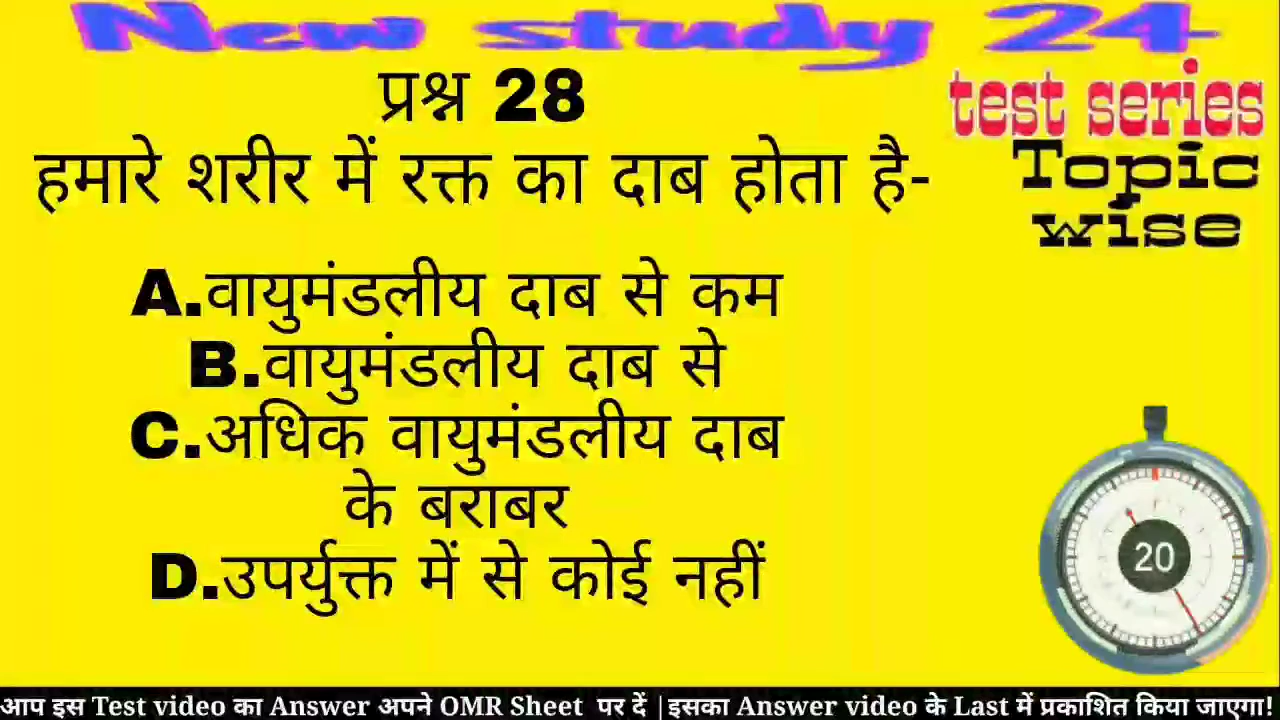 New study 24
test series
Topic
wise
प्रश्न 28
हमारे शरीर में रक्त का दाब होता है-
A.वायुमंडलीय दाब से कम
B.वायुमंडलीय दाब से
C.अधिक वायुमंडलीय दाब
के बराबर
D.उपर्युक्त में से कोई नहीं
20
आप इस Test video का Answer अपने OMR Sheet पर दें |इसका Answer video के Last में प्रकाशित किया जाएगा!